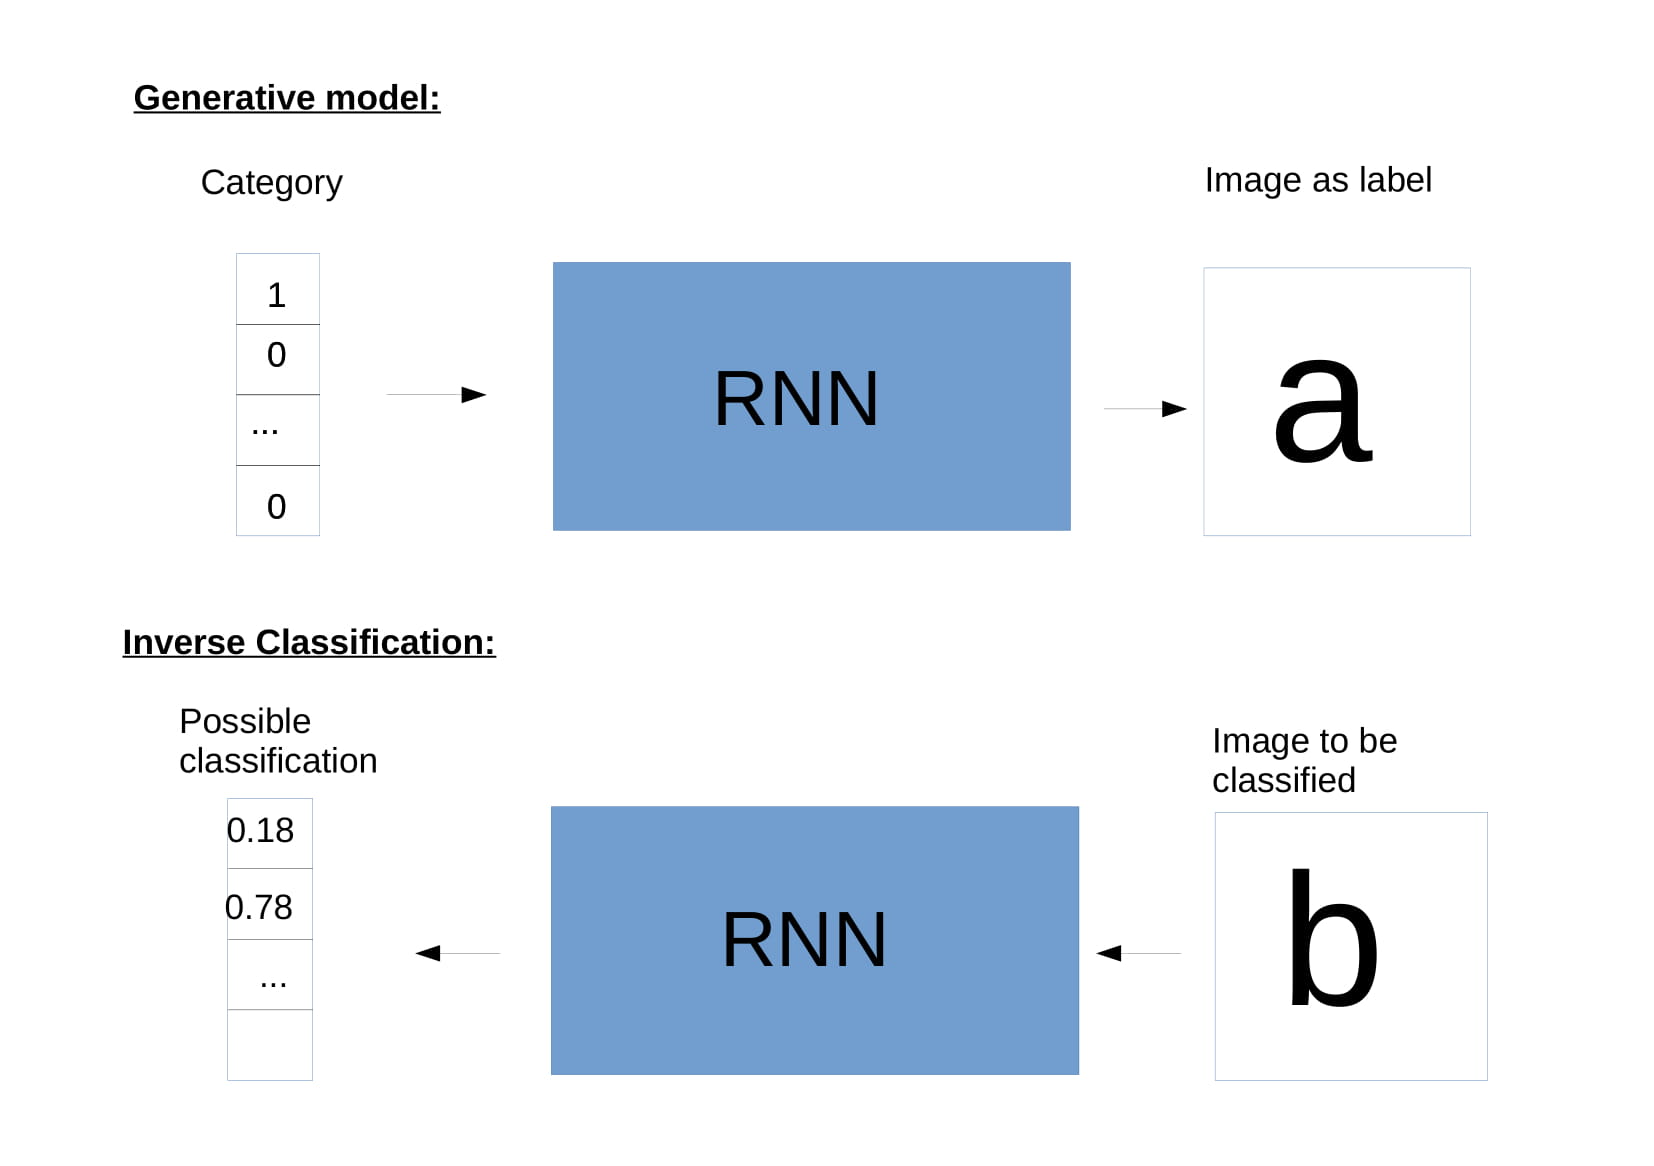 Generative model:
Category
Image as label
1
0
...
0
RNN
a
Inverse Classification:
Possible
classification
Image to be
classified
0.18
0.78
...
RNN
b